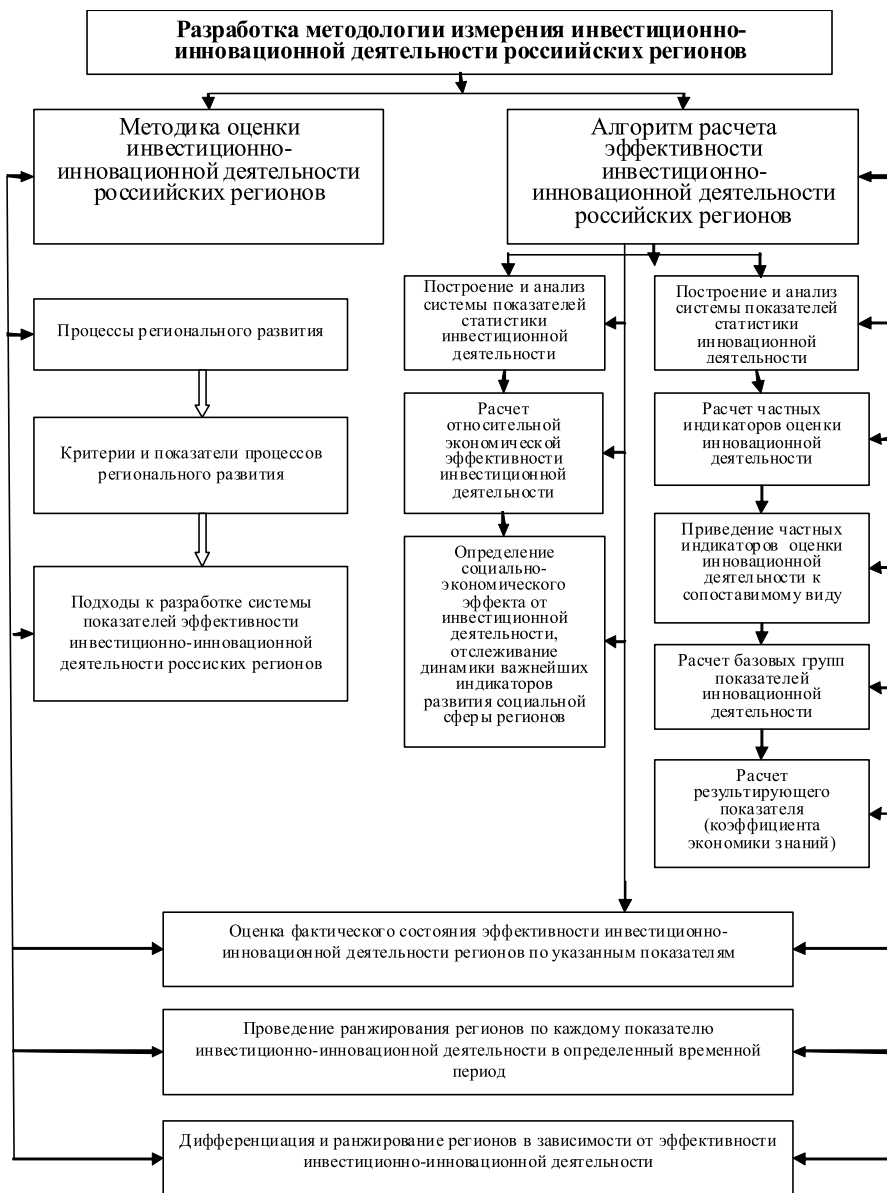 Разработка методологии измерения инвестиционно-
инновационной деятельности россиийских регионов
Методика оценки
инвестиционно-
инновационной деятельности
россиийских регионов
Алгоритм расчета
эффективности
инвестиционно-
инновационной деятельности
российских регионов
Процессы регионального развития
Критерии и показатели процессов
регионального развития
Подходы к разработке системы
показателей эффективности
инвестиционно-инновационной
деятельности россиских регионов
Построение и анализ
системы показателей
статистики
инвестиционной
деятельности
Расчет
относительной
экономической
эффективности
инвестиционной
деятельности
Определение
социально-
экономического
эффекта от
инвестиционной
деятельности,
отслеживание
динамики важнейших
индикаторов
развития социальной
сферы регионов
Построение и анализ
системы показателей
статистики
инновационной
деятельности
Расчет частных
индикаторов оценки
инновационной
деятельности
Приведение частных
индикаторов оценки
инновационной
деятельности к
сопоставимому виду
Расчет базовых групп
показателей
инновационной
деятельности
Расчет
результирующего
показателя
(коэффициента
экономики знаний)
Оценка фактического состояния эффективности инвестиционно-
инновационной деятельности регионов по указанным показателям
Проведение ранжирования регионов по каждому показателю
инвестиционно-инновационной деятельности в определенный временной
период
Дифференциация и ранжирование регионов в зависимости от эффективности
инвестиционно-инновационной деятельности